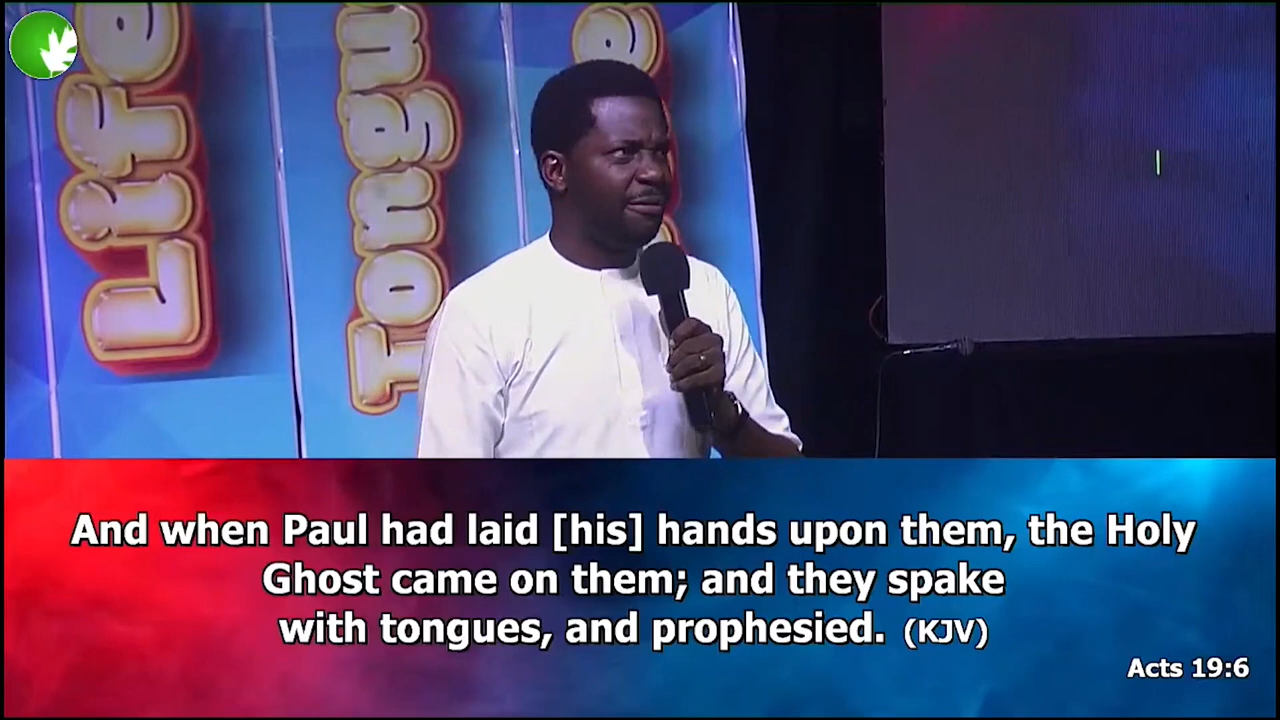 Life
Tongu
And when Paul had laid [his] hands upon them, the Holy
Ghost came on them; and they spake
with tongues, and prophesied. (KJV)
Acts 19:6